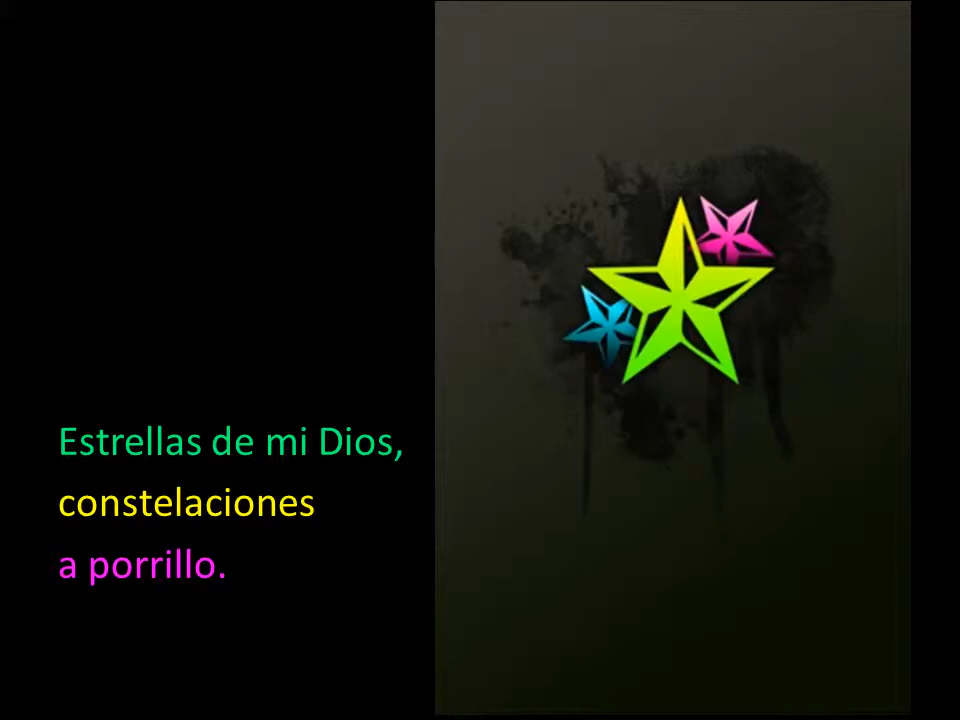 Estrellas de mi Dios,
constelaciones
a porrillo.